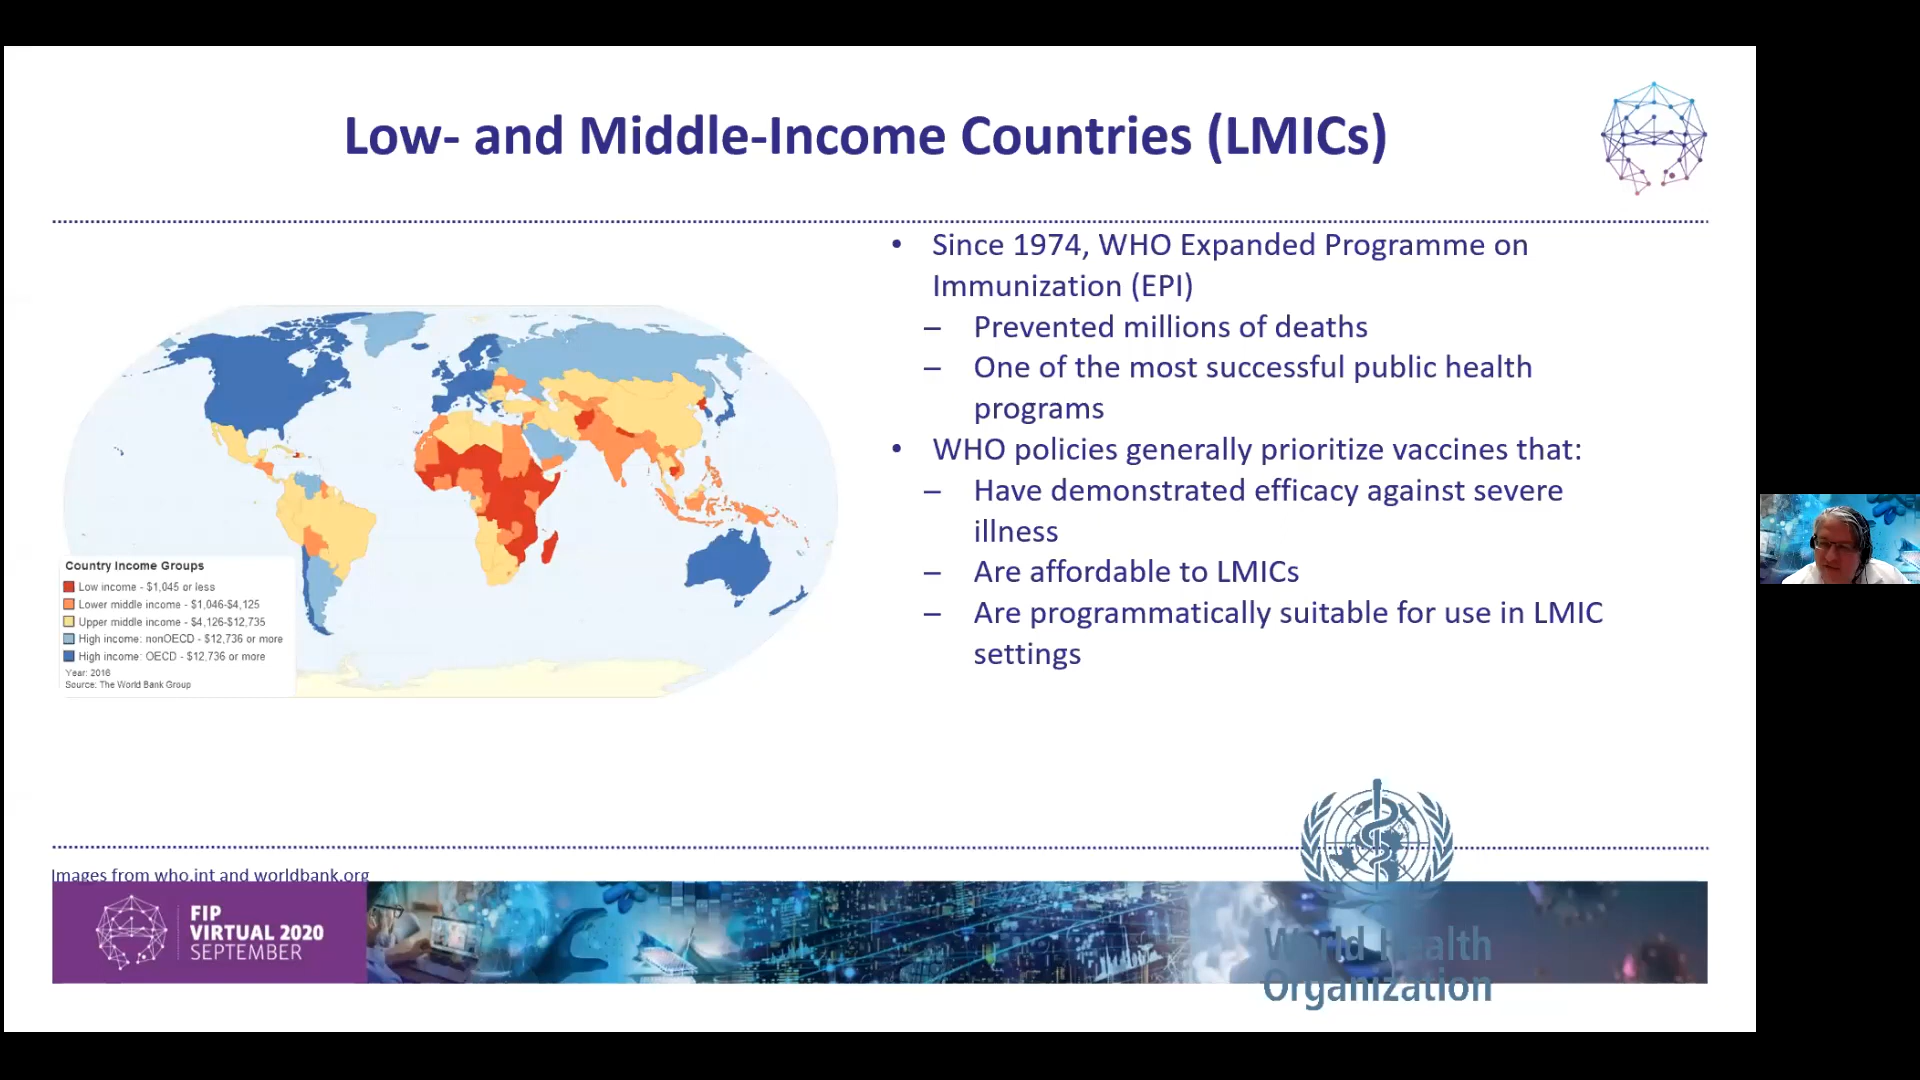 Low- and Middle-Income Countries (LMICs)
• Since 1974, WHO Expanded Programme on
Immunization (EPI)
– Prevented millions of deaths
– One of the most successful public health
programs
• WHO policies generally prioritize vaccines that:
– Have demonstrated efficacy against severe
illness
– Are affordable to LMICs
– Are programmatically suitable for use in LMIC
settings
Country Income Groups
Low income - $1,045 or less
Lower middle income - $1,046-$4,125
Upper middle income - $4,126-$12,735
High income: nonOECD - $12,736 or more
High income: OECD - $12,736 or more
Year: 2016
Source: The World Bank Group
Images from who.int and worldbank.org
FIP
VIRTUAL 2020
SEPTEMBER
World Health
Organization